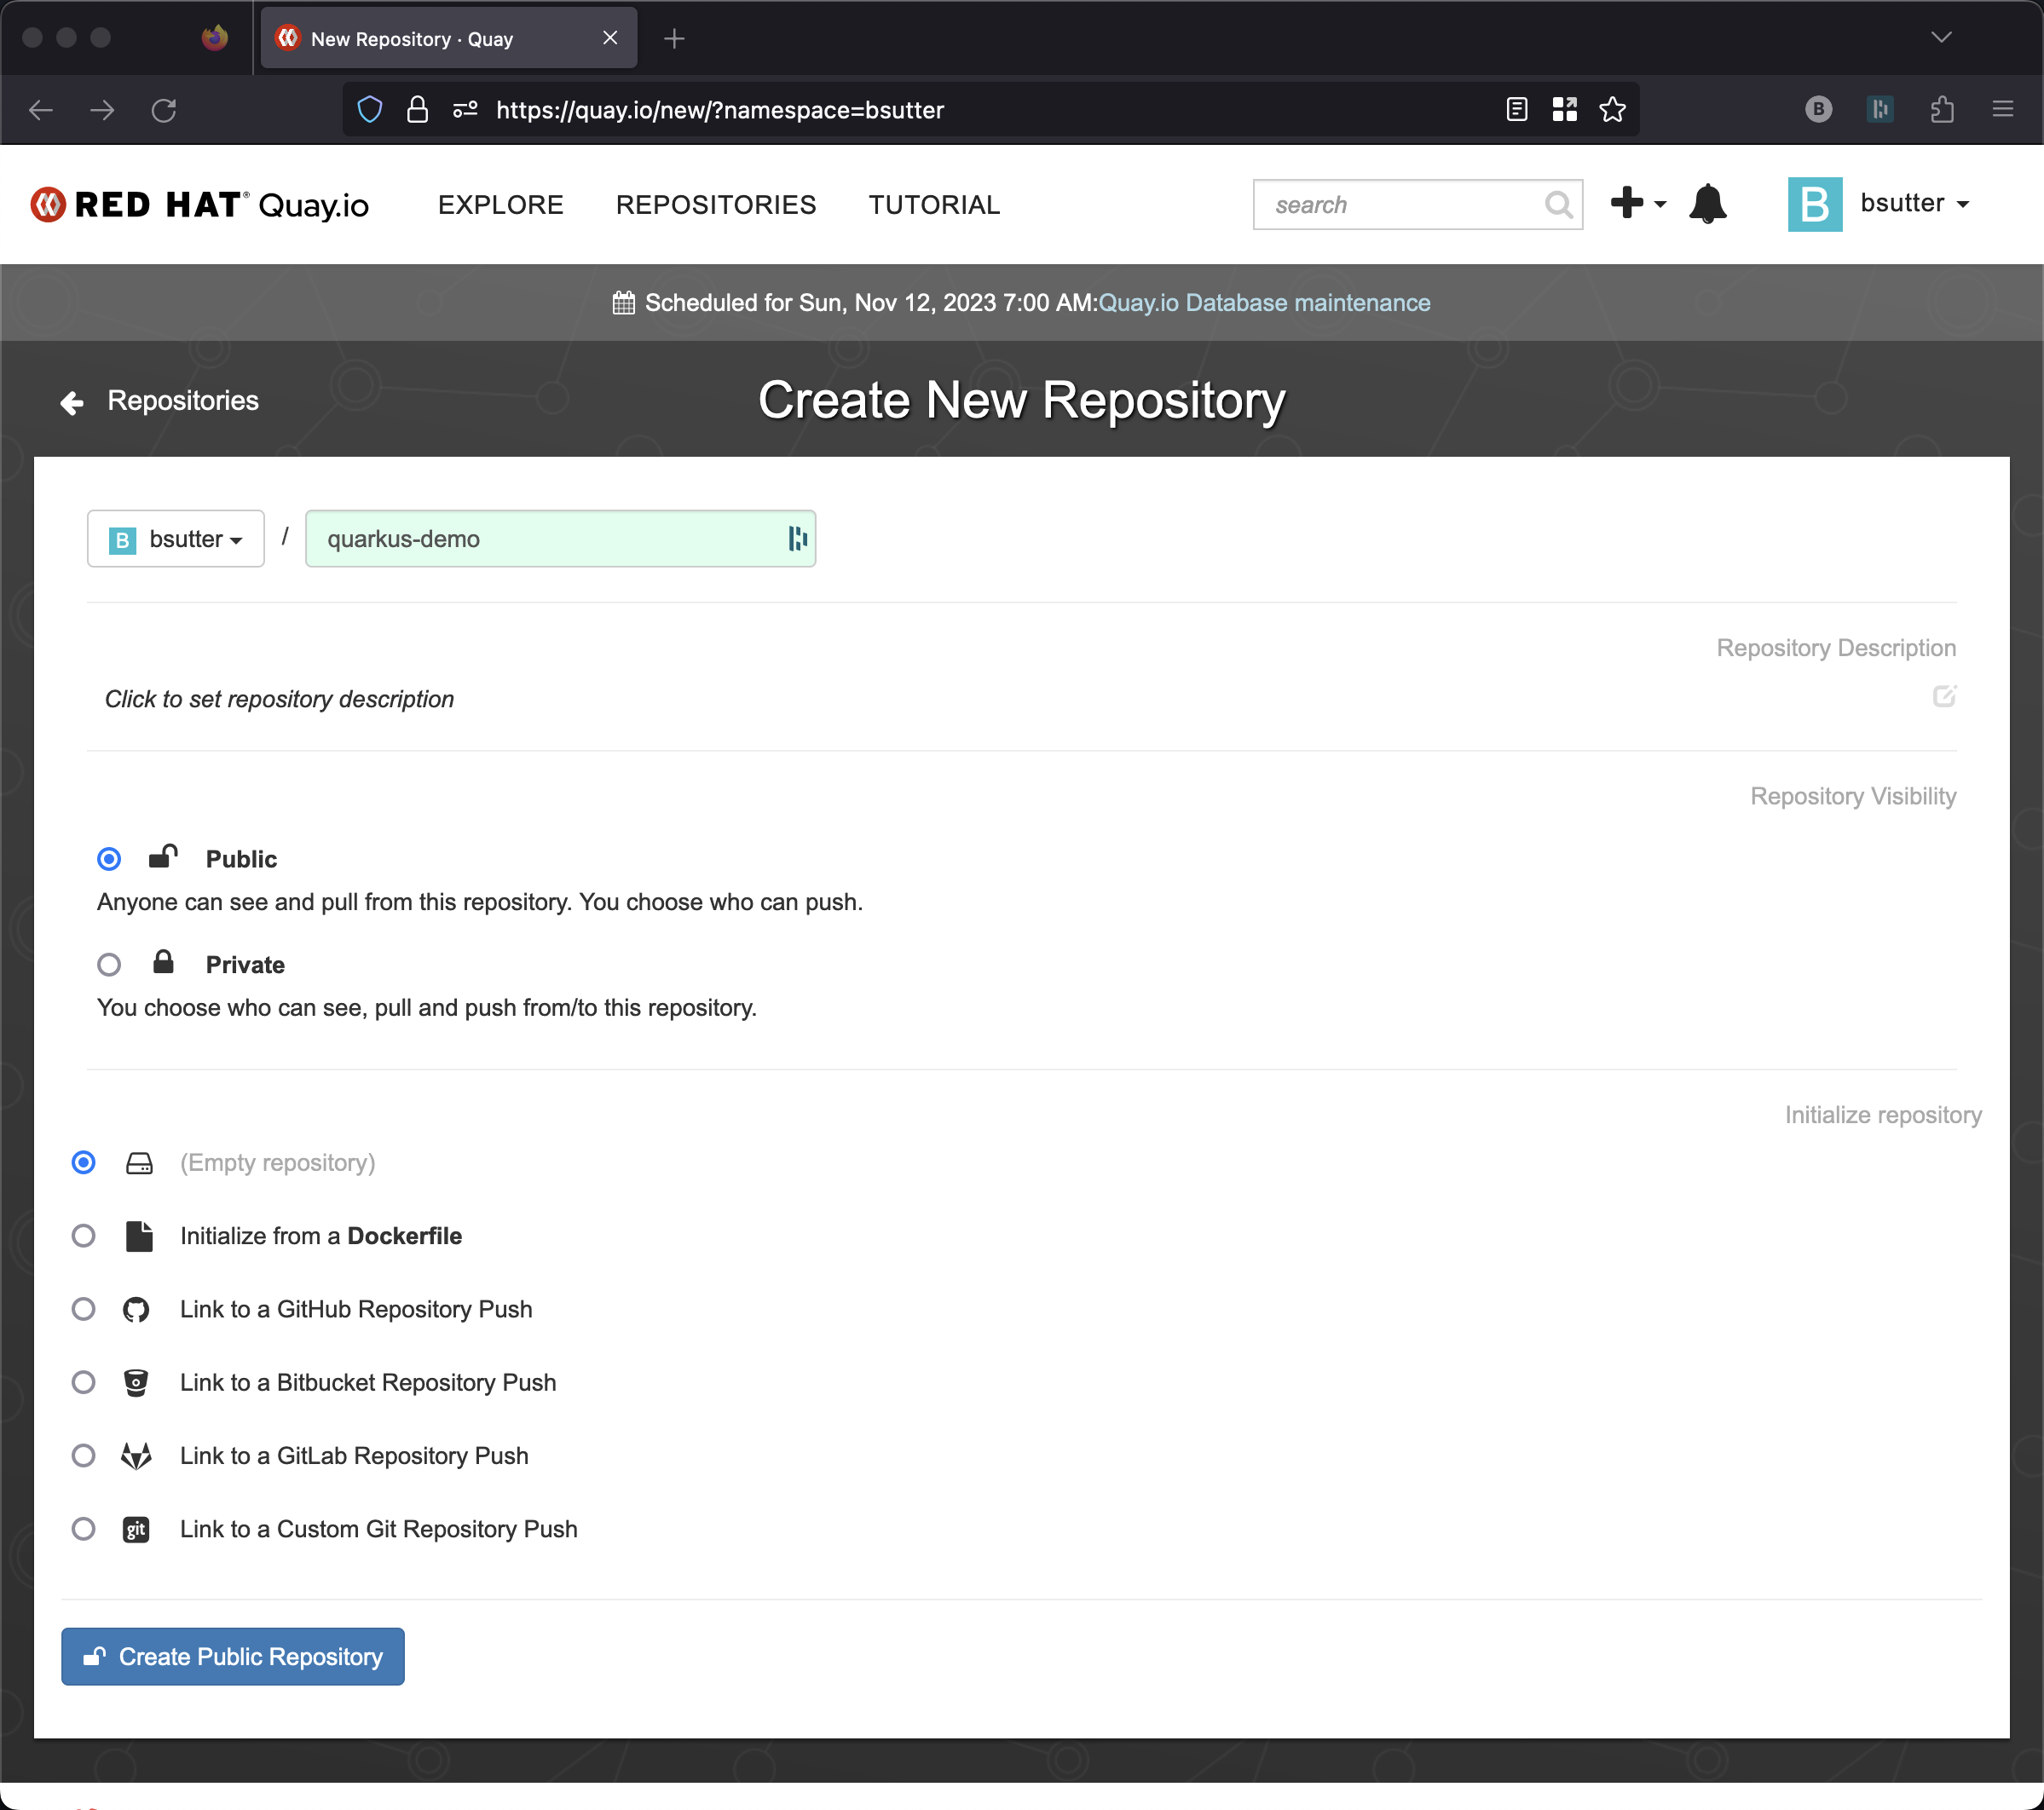 New Repository · Quay
https://quay.io/new/?namespace=bsutter
B
RED HAT® Quay.io
EXPLORE
REPOSITORIES
TUTORIAL
search
B
bsutter
Scheduled for Sun, Nov 12, 2023 7:00 AM:Quay.io Database maintenance
Repositories
Create New Repository
B bsutter / quarkus-demo
Repository Description
Click to set repository description
Repository Visibility
Public
Anyone can see and pull from this repository. You choose who can push.
Private
You choose who can see, pull and push from/to this repository.
Initialize repository
(Empty repository)
Initialize from a Dockerfile
Link to a GitHub Repository Push
Link to a Bitbucket Repository Push
Link to a GitLab Repository Push
git Link to a Custom Git Repository Push
Create Public Repository